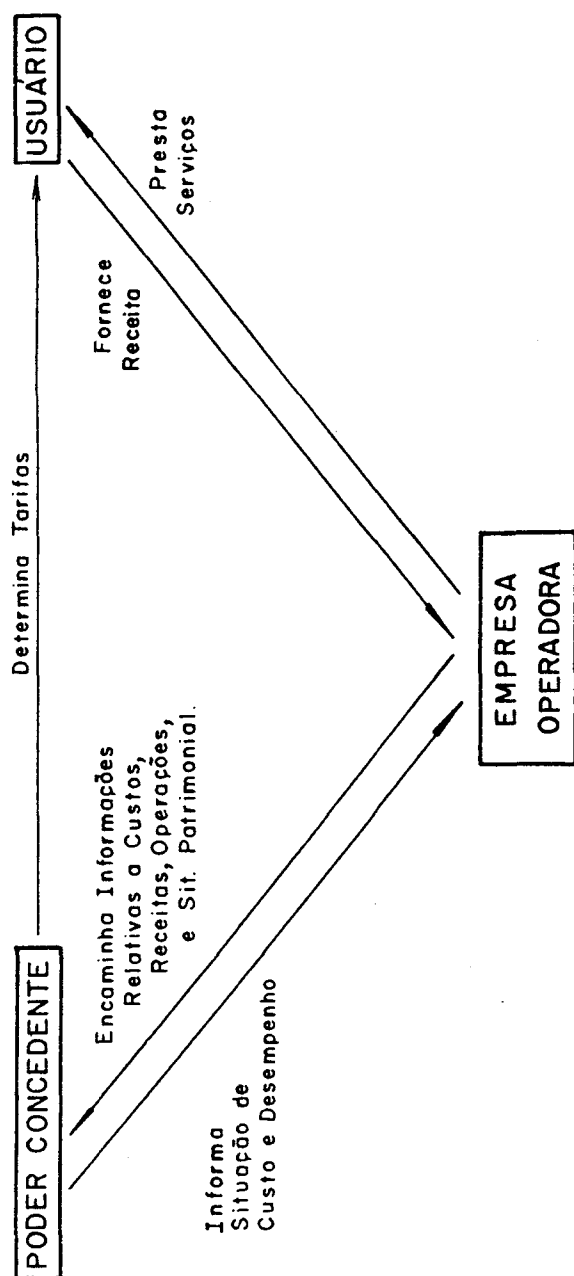 PODER CONCEDENTE
Determina Tarifas
USUÁRIO
Encaminha Informações
Relativas a Custos,
Receitas, Operações,
e Sit. Patrimonial.
Fornece
Receita
Presta
Serviços
Informa
Situação de
Custo e Desempenho
EMPRESA
OPERADORA